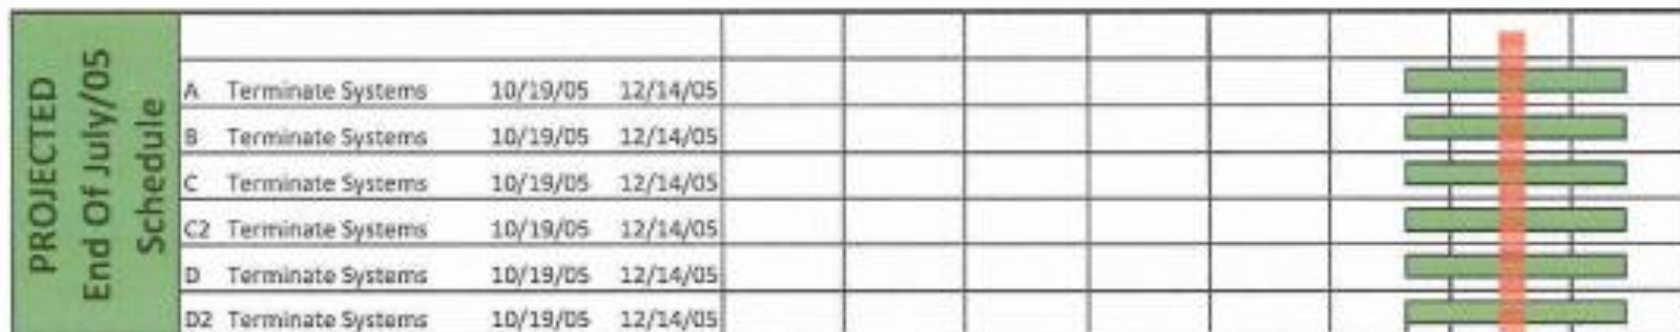 PROJECTED
End Of July/05
Schedule
A Terminate Systems 10/19/05 12/14/05
B Terminate Systems 10/19/05 12/14/05
C Terminate Systems 10/19/05 12/14/05
C2 Terminate Systems 10/19/05 12/14/05
D Terminate Systems 10/19/05 12/14/05
D2 Terminate Systems 10/19/05 12/14/05